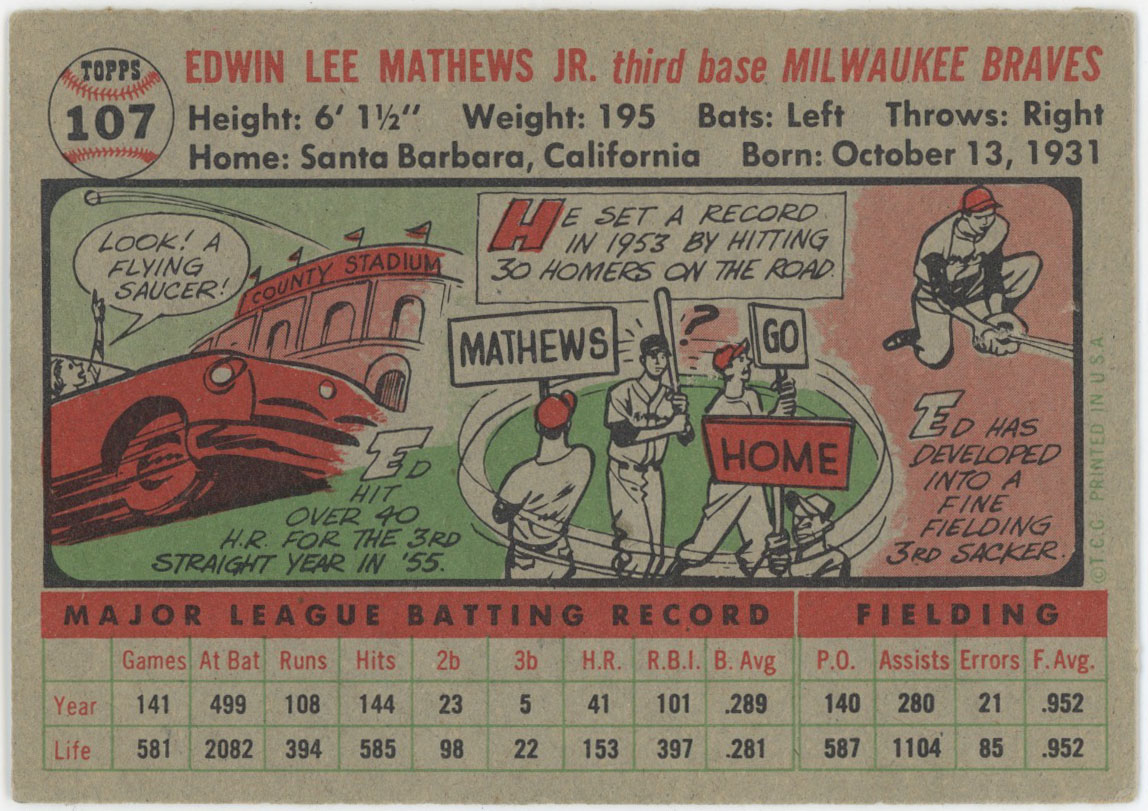 TOPPS
107
EDWIN LEE MATHEWS JR. third base MILWAUKEE BRAVES
Height: 6' 1½" Weight: 195 Bats: Left Throws: Right
Home: Santa Barbara, California Born: October 13, 1931
LOOK! A
FLYING
SAUCER!
COUNTY STADIUM
ED
HIT
OVER 40
H.R. FOR THE 3RD
STRAIGHT YEAR IN '55.
HE SET A RECORD
IN 1953 BY HITTING
30 HOMERS ON THE ROAD.
MATHEWS
?
GO
HOME
ED HAS
DEVELOPED
INTO A
FINE
FIELDING
3RD SACKER.
©T.C.G. PRINTED IN U.S.A.
MAJOR LEAGUE BATTING RECORD FIELDING
Games At Bat Runs Hits 2b 3b H.R. R.B.I. B. Avg P.O. Assists Errors F. Avg.
Year 141 499 108 144 23 5 41 101 .289 140 280 21 .952
Life 581 2082 394 585 98 22 153 397 .281 587 1104 85 .952